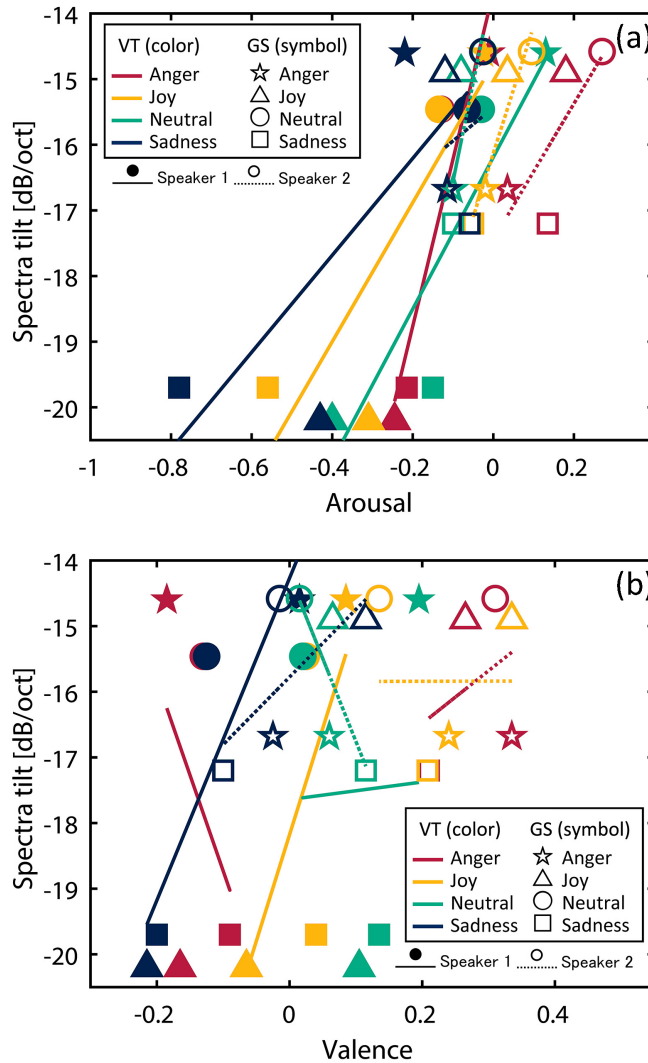 (a)
VT (color) GS (symbol)
Anger Anger
Joy Joy
Neutral Neutral
Sadness Sadness
Speaker 1 Speaker 2
Spectra tilt [dB/oct]
-14
-15
-16
-17
-18
-19
-20
-1 -0.8 -0.6 -0.4 -0.2 0 0.2
Arousal
(b)
Spectra tilt [dB/oct]
-14
-15
-16
-17
-18
-19
-20
VT (color) GS (symbol)
Anger Anger
Joy Joy
Neutral Neutral
Sadness Sadness
Speaker 1 Speaker 2
-0.2 0 0.2 0.4
Valence